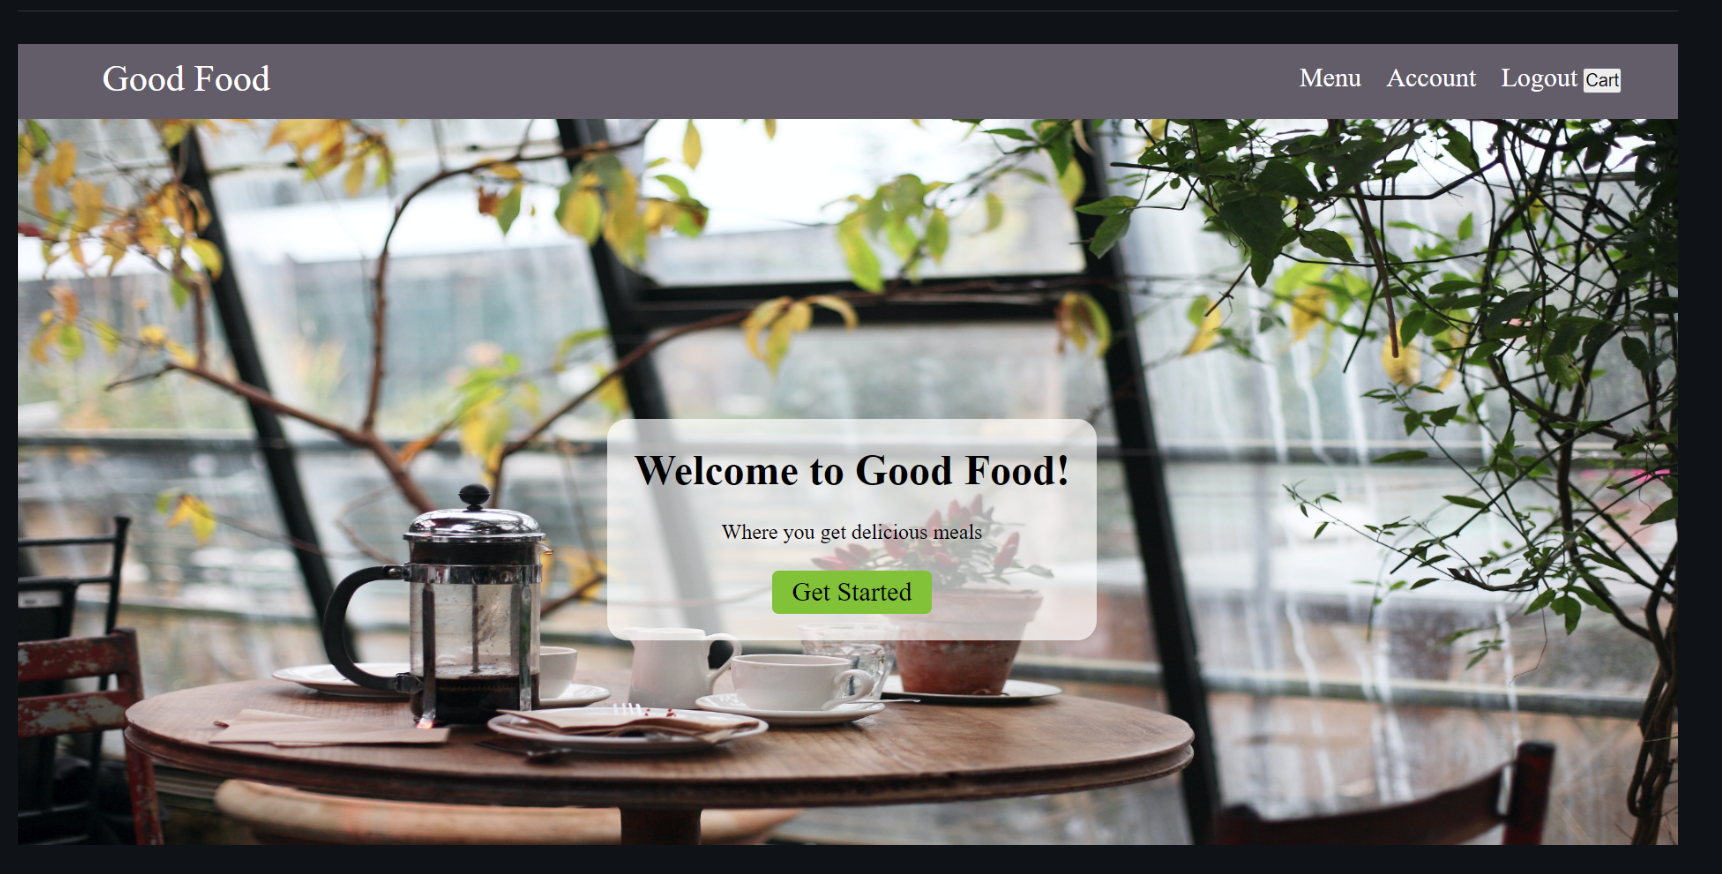 Good Food
Menu Account Logout Cart
Welcome to Good Food!
Where you get delicious meals
Get Started